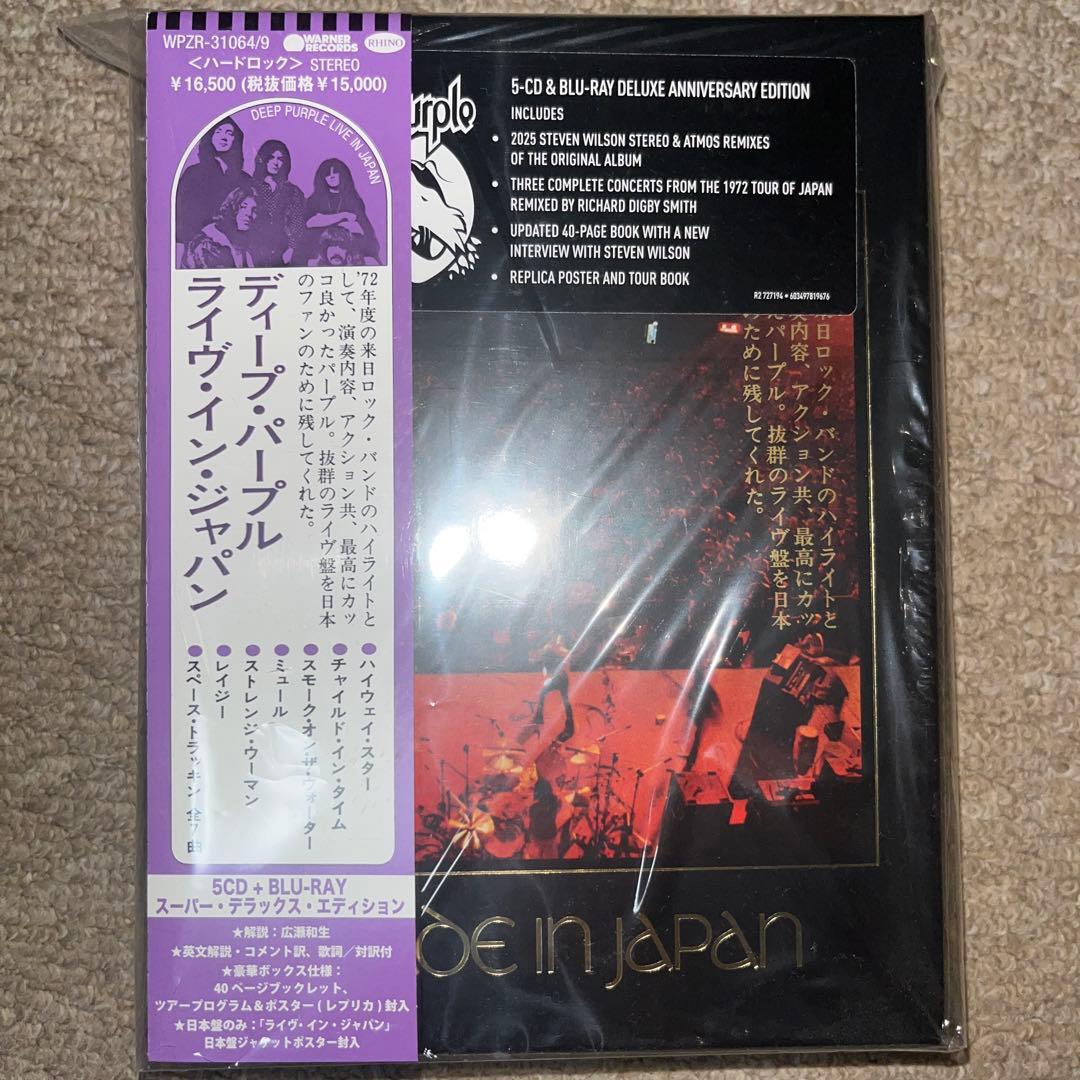 WPZR-31064/9
WARNER RECORDS
RHINO
<ハードロック> STEREO
￥16,500 (税抜価格￥15,000)
DEEP PURPLE LIVE IN JAPAN
'72年度の来日ロック・バンドのハイライトと
して、演奏内容、アクション共、最高にカッ
コ良かったパープル。抜群のライヴ盤を日本
のファンのために残してくれた。
ディープ・パープル
ライヴ・イン・ジャパン
●ハイウェイ・スター
●チャイルド・イン・タイム
●スモーク・オン・ザ・ウォーター
●ミュール
●ストレンジ・ウーマン
●レイジー
●スペース・トラッキン 全7曲
5CD + BLU-RAY
スーパー・デラックス・エディション
★解説：広瀬和生
★英文解説・コメント訳、歌詞／対訳付
★豪華ボックス仕様：
40ページブックレット、
ツアープログラム＆ポスター(レプリカ)封入
★日本盤のみ：「ライヴ・イン・ジャパン」
日本盤ジャケットポスター封入
urple
5-CD & BLU-RAY DELUXE ANNIVERSARY EDITION
INCLUDES
• 2025 STEVEN WILSON STEREO & ATMOS REMIXES
OF THE ORIGINAL ALBUM
• THREE COMPLETE CONCERTS FROM THE 1972 TOUR OF JAPAN
REMIXED BY RICHARD DIGBY SMITH
• UPDATED 40-PAGE BOOK WITH A NEW
INTERVIEW WITH STEVEN WILSON
• REPLICA POSTER AND TOUR BOOK
R2 727194 • 603497819676
来日ロック・バンドのハイライトと
奏内容、アクション共、最高にカッ
たパープル。抜群のライヴ盤を日本
のために残してくれた。
DE IN JAPAN